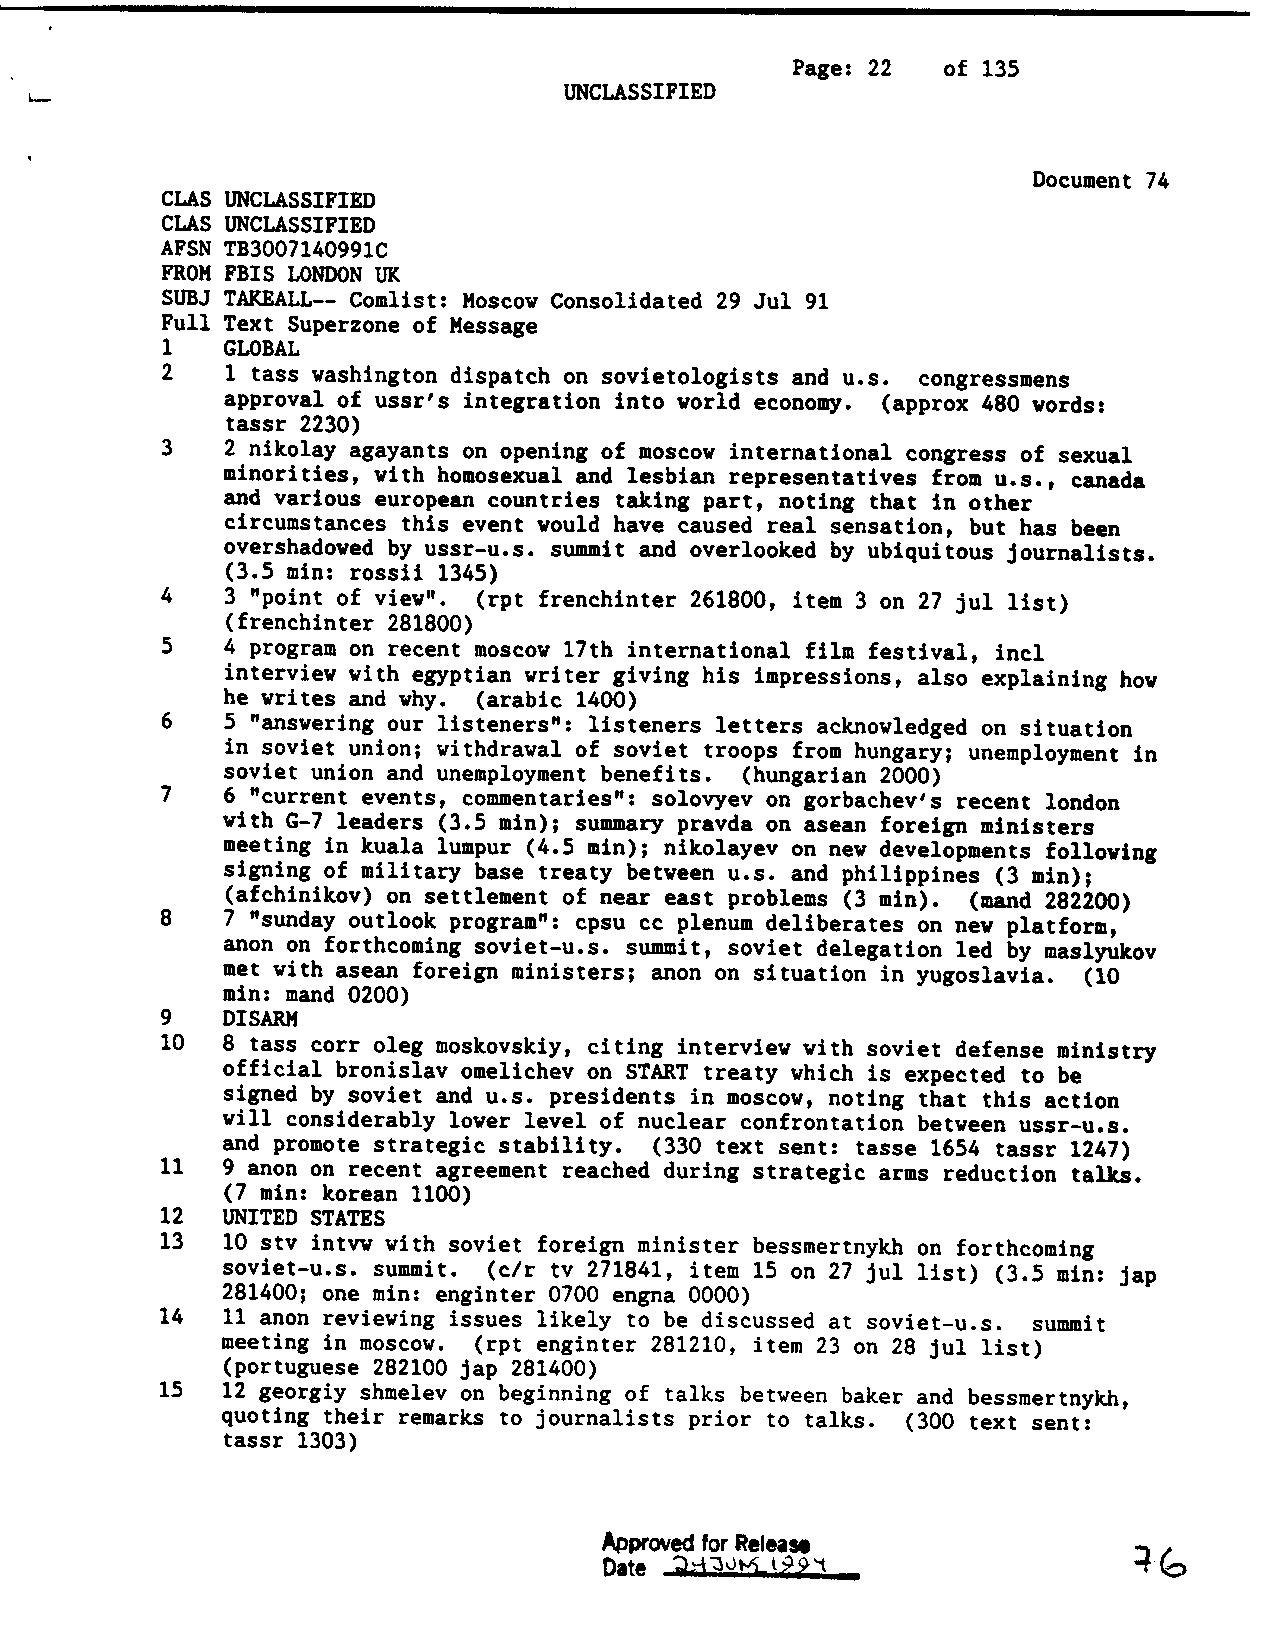 Page: 22 of 135
UNCLASSIFIED
Document 74
CLAS UNCLASSIFIED
CLAS UNCLASSIFIED
AFSN TB3007140991C
FROM FBIS LONDON UK
SUBJ TAKEALL-- Comlist: Moscow Consolidated 29 Jul 91
Full Text Superzone of Message
1 GLOBAL
2 1 tass washington dispatch on sovietologists and u.s. congressmens
approval of ussr's integration into world economy. (approx 480 words:
tassr 2230)
3 2 nikolay agayants on opening of moscow international congress of sexual
minorities, with homosexual and lesbian representatives from u.s., canada
and various european countries taking part, noting that in other
circumstances this event would have caused real sensation, but has been
overshadowed by ussr-u.s. summit and overlooked by ubiquitous journalists.
(3.5 min: rossii 1345)
4 3 "point of view". (rpt frenchinter 261800, item 3 on 27 jul list)
(frenchinter 281800)
5 4 program on recent moscow 17th international film festival, incl
interview with egyptian writer giving his impressions, also explaining how
he writes and why. (arabic 1400)
6 5 "answering our listeners": listeners letters acknowledged on situation
in soviet union; withdrawal of soviet troops from hungary; unemployment in
soviet union and unemployment benefits. (hungarian 2000)
7 6 "current events, commentaries": solovyev on gorbachev's recent london
with G-7 leaders (3.5 min); summary pravda on asean foreign ministers
meeting in kuala lumpur (4.5 min); nikolayev on new developments following
signing of military base treaty between u.s. and philippines (3 min);
(afchinikov) on settlement of near east problems (3 min). (mand 282200)
8 7 "sunday outlook program": cpsu cc plenum deliberates on new platform,
anon on forthcoming soviet-u.s. summit, soviet delegation led by maslyukov
met with asean foreign ministers; anon on situation in yugoslavia. (10
min: mand 0200)
9 DISARM
10 8 tass corr oleg moskovskiy, citing interview with soviet defense ministry
official bronislav omelichev on START treaty which is expected to be
signed by soviet and u.s. presidents in moscow, noting that this action
will considerably lover level of nuclear confrontation between ussr-u.s.
and promote strategic stability. (330 text sent: tasse 1654 tassr 1247)
11 9 anon on recent agreement reached during strategic arms reduction talks.
(7 min: korean 1100)
12 UNITED STATES
13 10 stv intvw with soviet foreign minister bessmertnykh on forthcoming
soviet-u.s. summit. (c/r tv 271841, item 15 on 27 jul list) (3.5 min: jap
281400; one min: enginter 0700 engna 0000)
14 11 anon reviewing issues likely to be discussed at soviet-u.s. summit
meeting in moscow. (rpt enginter 281210, item 23 on 28 jul list)
(portuguese 282100 jap 281400)
15 12 georgiy shmelev on beginning of talks between baker and bessmertnykh,
quoting their remarks to journalists prior to talks. (300 text sent:
tassr 1303)
Approved for Release
Date 1994
76